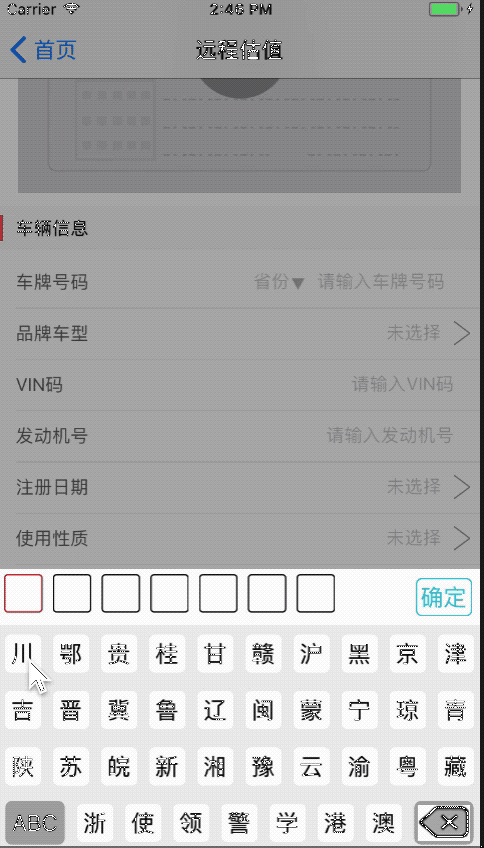 Carrier 2:46 PM
首页 远程估值
车辆信息
车牌号码 省份▼ 请输入车牌号码
品牌车型 未选择
VIN码 请输入VIN码
发动机号 请输入发动机号
注册日期 未选择
使用性质 未选择
确定
川 鄂 贵 桂 甘 赣 沪 黑 京 津
吉 晋 冀 鲁 辽 闽 蒙 宁 琼 青
陕 苏 皖 新 湘 豫 云 渝 粤 藏
ABC 浙 使 领 警 学 港 澳